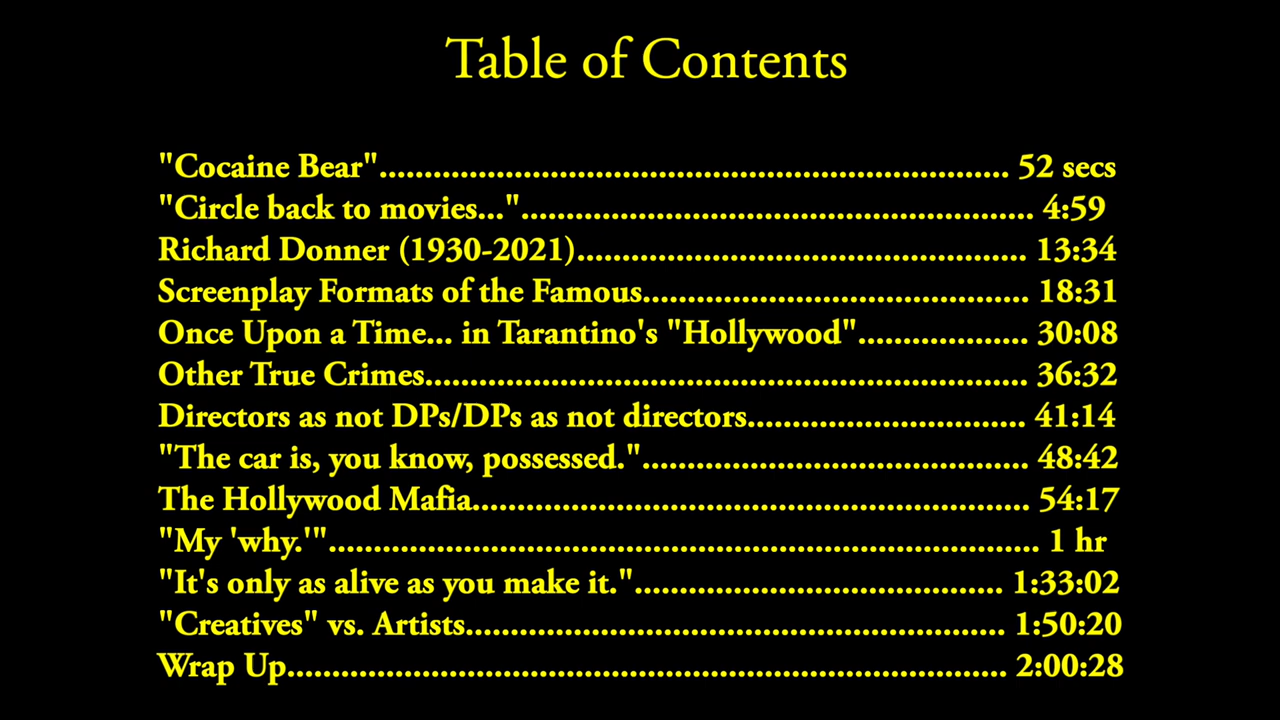 Table of Contents
"Cocaine Bear"...................................................................... 52 secs
"Circle back to movies..."......................................................... 4:59
Richard Donner (1930-2021).................................................. 13:34
Screenplay Formats of the Famous........................................... 18:31
Once Upon a Time... in Tarantino's "Hollywood"................... 30:08
Other True Crimes................................................................... 36:32
Directors as not DPs/DPs as not directors............................... 41:14
"The car is, you know, possessed."........................................... 48:42
The Hollywood Mafia.............................................................. 54:17
"My 'why.'"............................................................................... 1 hr
"It's only as alive as you make it."......................................... 1:33:02
"Creatives" vs. Artists............................................................ 1:50:20
Wrap Up................................................................................ 2:00:28